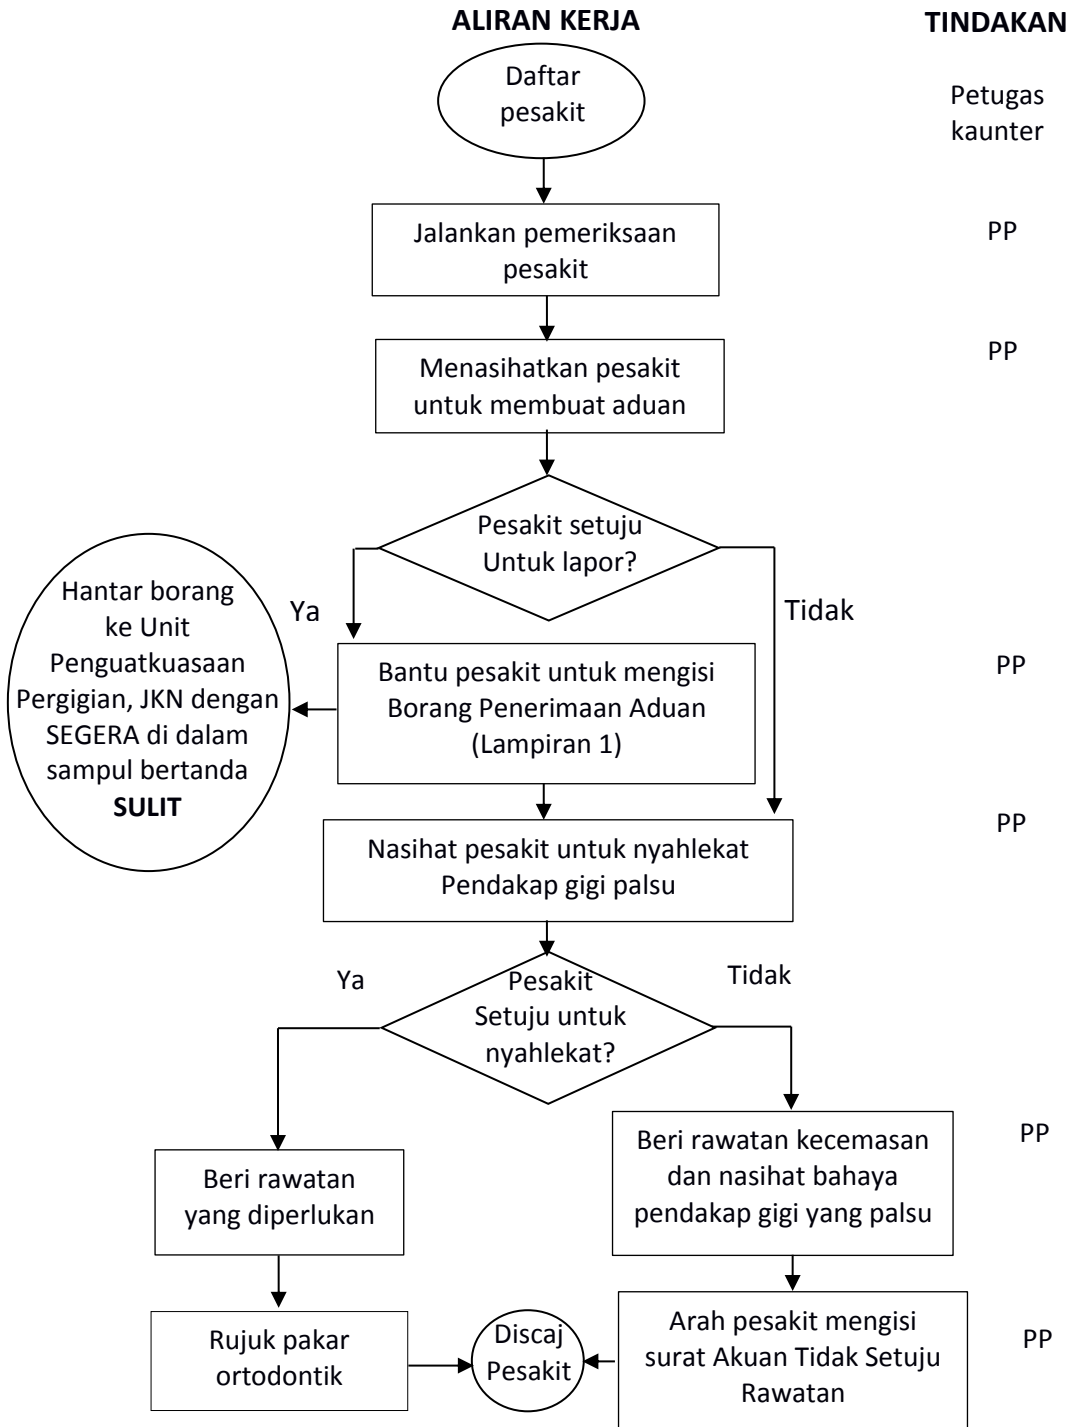 ALIRAN KERJA
TINDAKAN
Daftar
pesakit
Petugas
kaunter
Jalankan pemeriksaan
pesakit
PP
Menasihatkan pesakit
untuk membuat aduan
PP
Pesakit setuju
Untuk lapor?
Ya
Tidak
Hantar borang
ke Unit
Penguatkuasaan
Pergigian, JKN dengan
SEGERA di dalam
sampul bertanda
SULIT
Bantu pesakit untuk mengisi
Borang Penerimaan Aduan
(Lampiran 1)
PP
Nasihat pesakit untuk nyahlekat
Pendakap gigi palsu
PP
Pesakit
Setuju untuk
nyahlekat?
Ya
Tidak
Beri rawatan
yang diperlukan
Beri rawatan kecemasan
dan nasihat bahaya
pendakap gigi yang palsu
PP
Rujuk pakar
ortodontik
Discaj
Pesakit
Arah pesakit mengisi
surat Akuan Tidak Setuju
Rawatan
PP